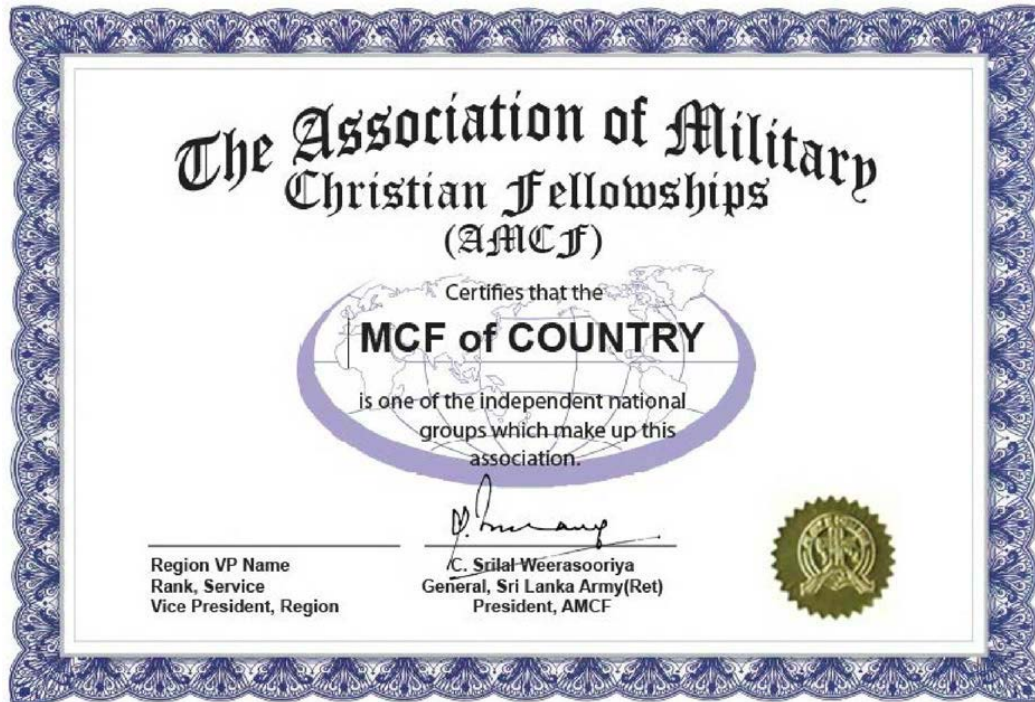 The Association of Military
Christian Fellowships
(AMCF)
Certifies that the
MCF of COUNTRY
is one of the independent national
groups which make up this
association.
Region VP Name
Rank, Service
Vice President, Region
C. Srilal Weerasooriya
General, Sri Lanka Army(Ret)
President, AMCF